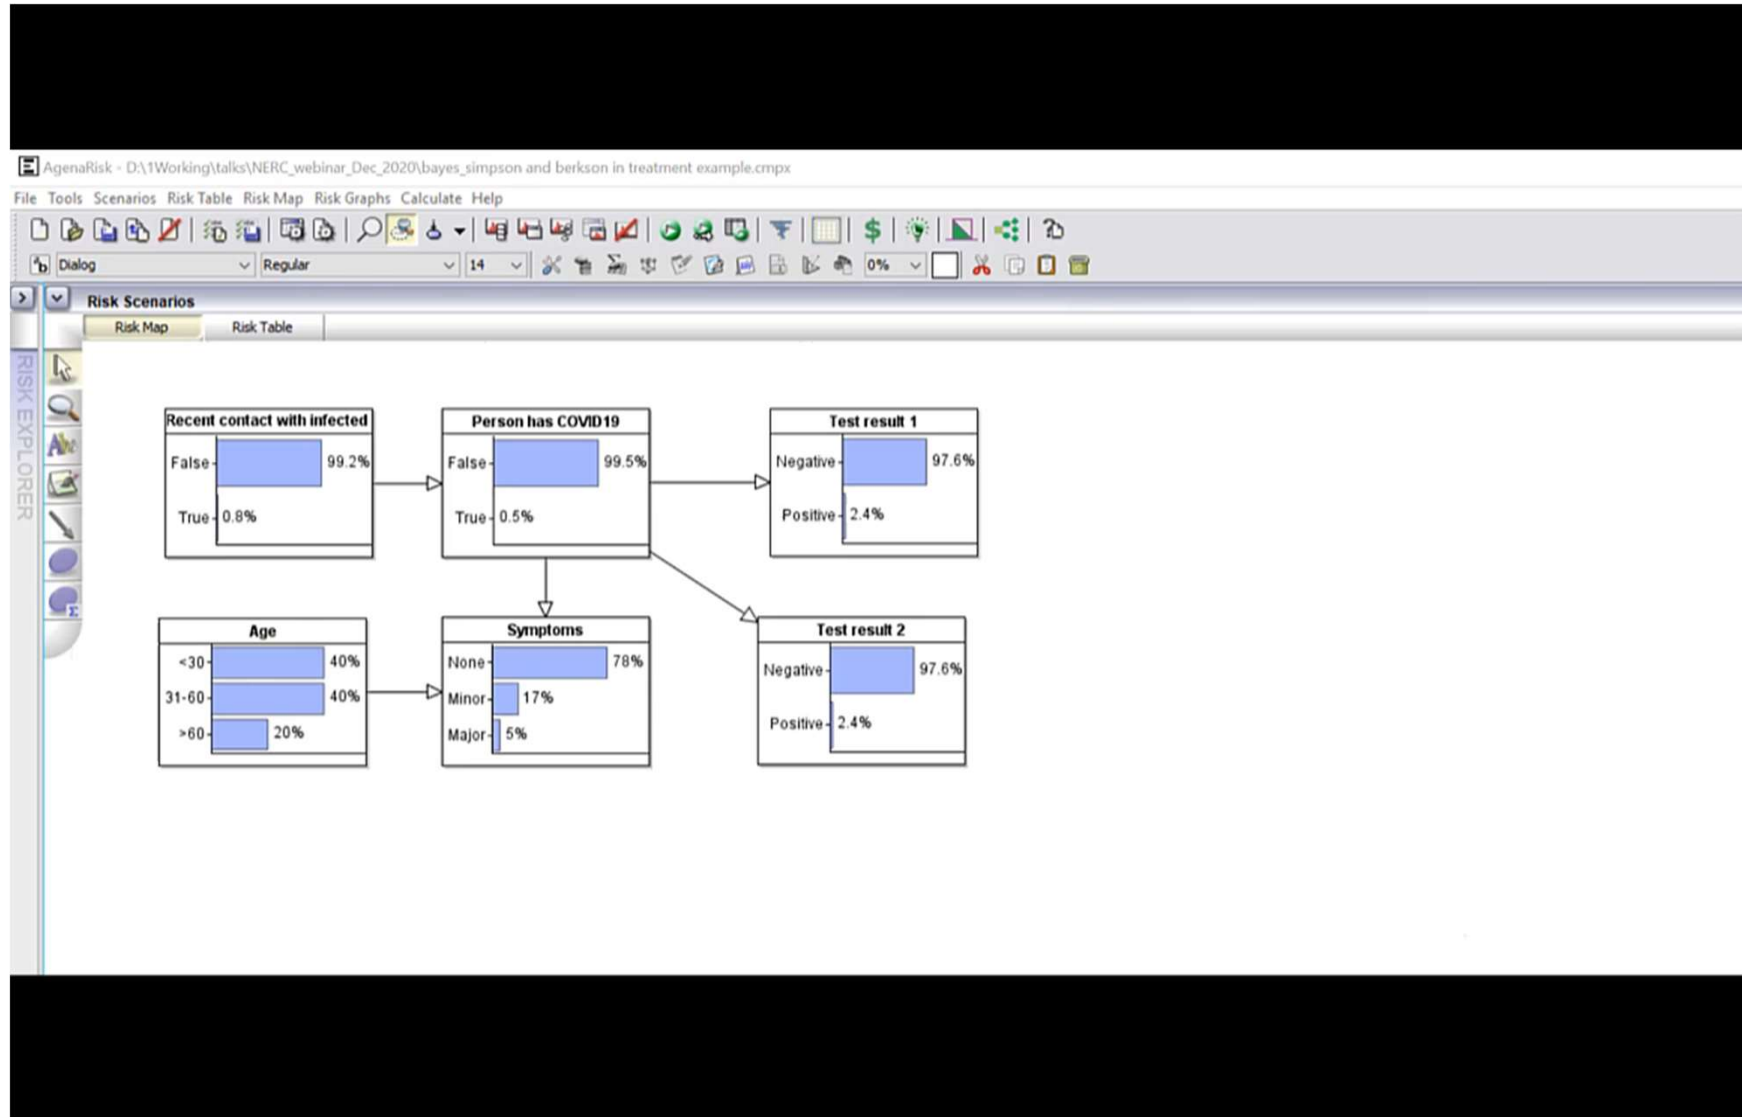 AgenaRisk - D:\1Working\talks\NERC_webinar_Dec_2020\bayes_simpson and berkson in treatment example.cmpx
File Tools Scenarios Risk Table Risk Map Risk Graphs Calculate Help
Dialog Regular 14 0%
Risk Scenarios
Risk Map Risk Table
RISK EXPLORER
Abc
Recent contact with infected
False 99.2%
True 0.8%
Person has COVID19
False 99.5%
True 0.5%
Test result 1
Negative 97.6%
Positive 2.4%
Age
<30 40%
31-60 40%
>60 20%
Symptoms
None 78%
Minor 17%
Major 5%
Test result 2
Negative 97.6%
Positive 2.4%